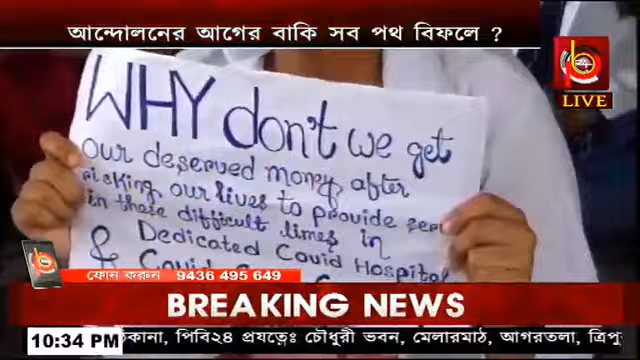 আন্দোলনের আগের বাকি সব পথ বিফলে ?
LIVE
WHY don't we get
our deserved money after
risking our lives to provide
in these difficult times in
Dedicated Covid Hospital
&
ফোন করুন 9436 495 649
BREAKING NEWS
10:34 PM ঠিকানা, পিবি২৪ প্রযত্নেঃ চৌধুরী ভবন, মেলারমাঠ, আগরতলা,